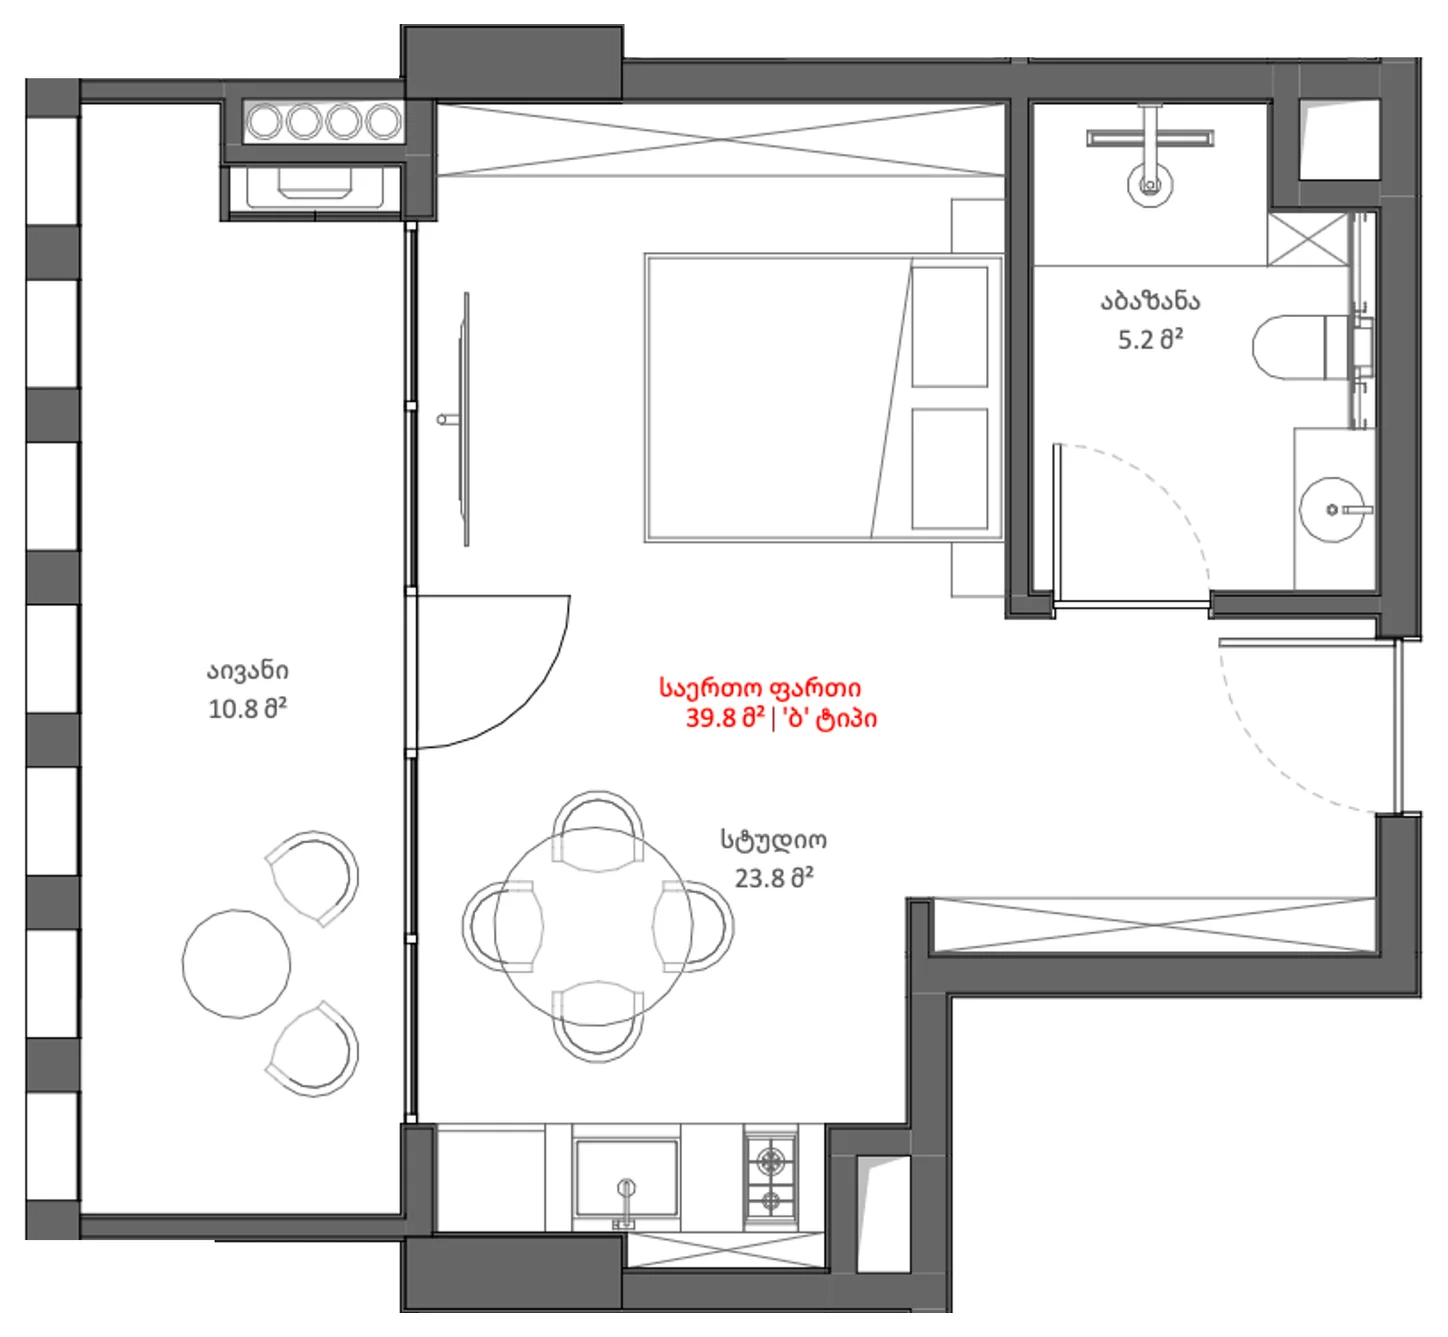 აბაზანა
5.2 მ²
აივანი
10.8 მ²
საერთო ფართი
39.8 მ² | 'ბ' ტიპი
სტუდიო
23.8 მ²